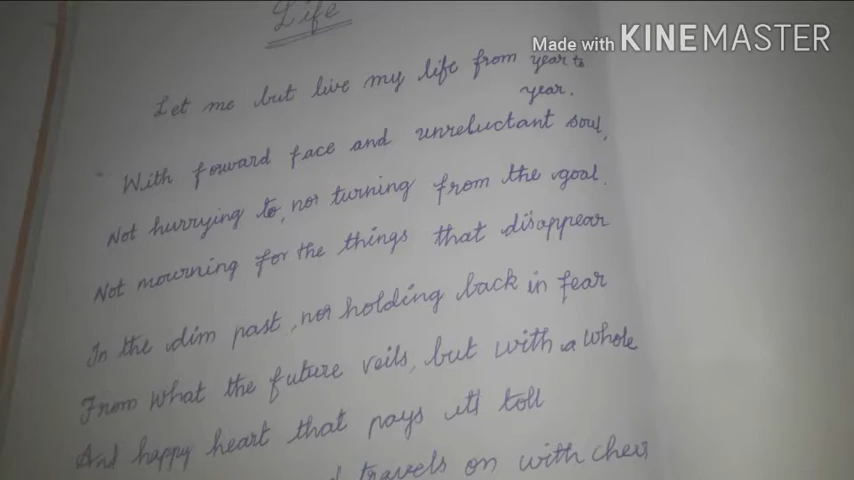 Life
Made with KINEMASTER
Let me but live my life from year to
year.
With forward face and unreluctant soul,
Not hurrying to, nor turning from the goal.
Not mourning for the things that disappear
In the dim past, nor holding back in fear
From what the future veils, but with a whole
And happy heart that pays its toll
travels on with cheer